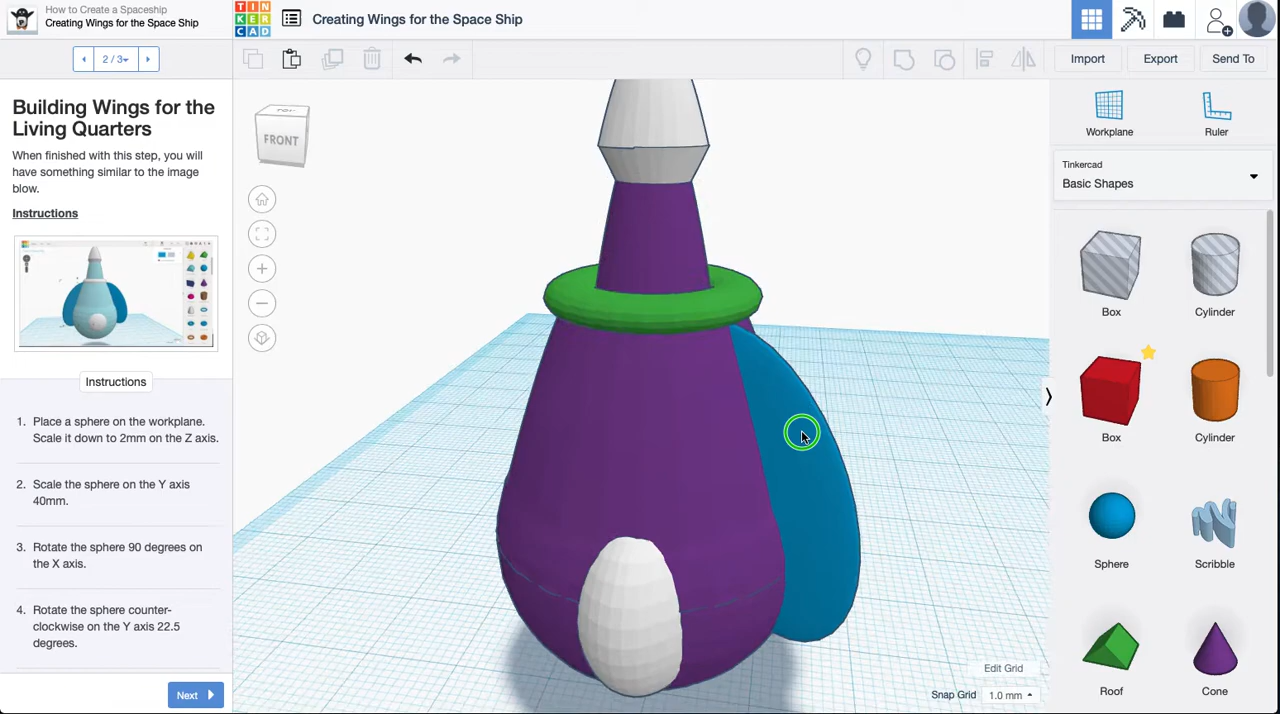 How to Create a Spaceship
Creating Wings for the Space Ship
TIN
KER
CAD
Creating Wings for the Space Ship
2 / 3
Import
Export
Send To
Building Wings for the
Living Quarters
When finished with this step, you will
have something similar to the image
blow.
Instructions
Instructions
1. Place a sphere on the workplane.
Scale it down to 2mm on the Z axis.
2. Scale the sphere on the Y axis
40mm.
3. Rotate the sphere 90 degrees on
the X axis.
4. Rotate the sphere counter-
clockwise on the Y axis 22.5
degrees.
Next
TOP
FRONT
Edit Grid
Snap Grid 1.0 mm
Workplane
Ruler
Tinkercad
Basic Shapes
Box
Cylinder
Box
Cylinder
Sphere
Scribble
Roof
Cone